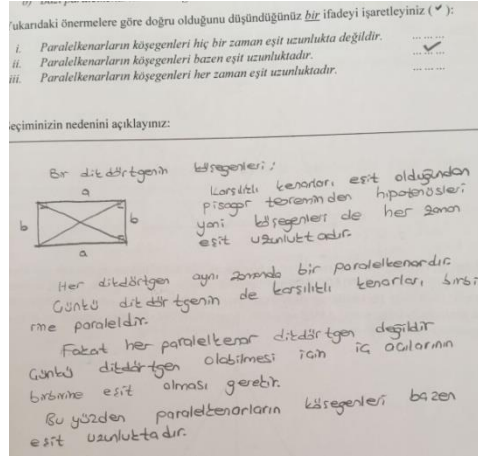 Yukarıdaki önermelere göre doğru olduğunu düşündüğünüz bir ifadeyi işaretleyiniz (✔):
i. Paralelkenarların köşegenleri hiç bir zaman eşit uzunlukta değildir. ... ... ...
ii. Paralelkenarların köşegenleri bazen eşit uzunluktadır. ✔
iii. Paralelkenarların köşegenleri her zaman eşit uzunluktadır. ... ... ...
Seçiminizin nedenini açıklayınız:
Bir dikdörtgenin köşegenleri;
a
b
b
a
karşılıklı kenarları eşit olduğundan
pisagor teoreminden hipotenüsleri
yani köşegenleri de her zaman
eşit uzunluktadır.
Her dikdörtgen aynı zamanda bir paralelkenardır.
Çünkü dikdörtgenin de karşılıklı kenarları birbi
rine paraleldir.
Fakat her paralelkenar dikdörtgen değildir
Çünkü dikdörtgen olabilmesi için iç açılarının
birbirine eşit olması gerekir.
Bu yüzden paralelkenarların köşegenleri bazen
eşit uzunluktadır.